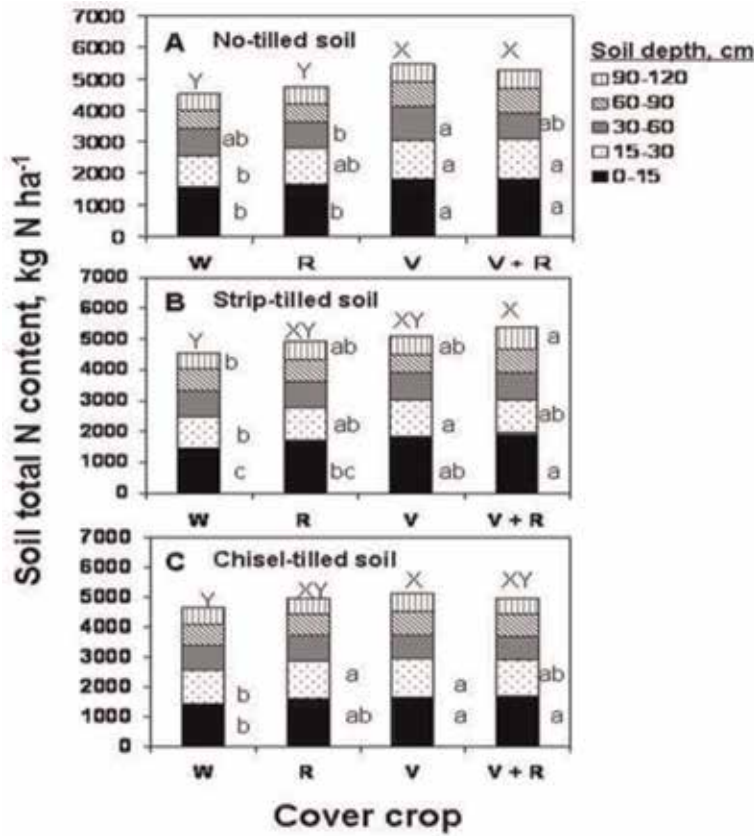 Soil total N content, kg N ha-1
7000
6000
5000
4000
3000
2000
1000
0
A No-tilled soil
Y Y X X
ab b a ab
b ab a a
b b a a
W R V V + R
Soil depth, cm
90-120
60-90
30-60
15-30
0-15
7000
6000
5000
4000
3000
2000
1000
0
B Strip-tilled soil
Y XY XY X
b ab ab a
b ab a ab
c bc ab a
W R V V + R
7000
6000
5000
4000
3000
2000
1000
0
C Chisel-tilled soil
Y XY X XY
b a a ab
b ab a a
W R V V + R
Cover crop